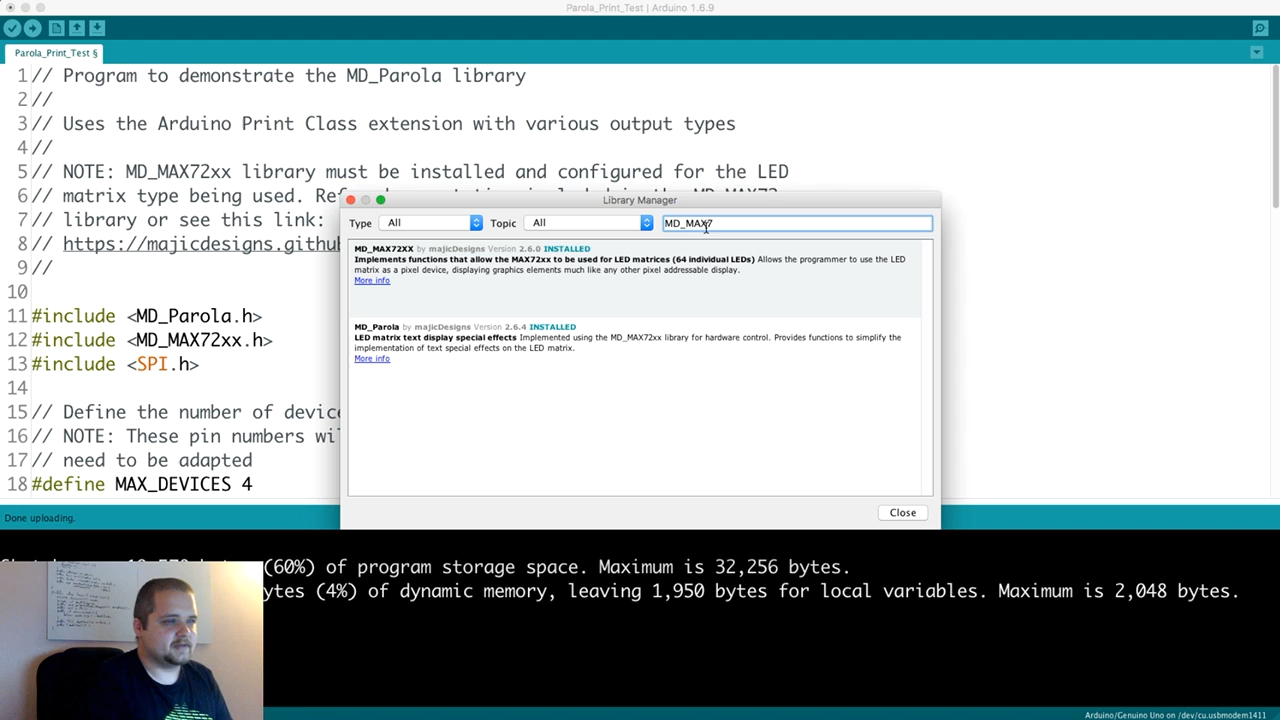 Parola_Print_Test | Arduino 1.6.9
Parola_Print_Test §
1 // Program to demonstrate the MD_Parola library
2 //
3 // Uses the Arduino Print Class extension with various output types
4 //
5 // NOTE: MD_MAX72xx library must be installed and configured for the LED
6 // matrix type being used.
7 // library or see this link:
8 // https://majicdesigns.github
9 //
10
11 #include <MD_Parola.h>
12 #include <MD_MAX72xx.h>
13 #include <SPI.h>
14
15 // Define the number of
16 // NOTE: These pin numbers
17 // need to be adapted
18 #define MAX_DEVICES 4
Library Manager
Type All Topic All MD_MAX7
MD_MAX72XX by majicDesigns Version 2.6.0 INSTALLED
Implements functions that allow the MAX72xx to be used for LED matrices (64 individual LEDs) Allows the programmer to use the LED
matrix as a pixel device, displaying graphics elements much like any other pixel addressable display.
More info
MD_Parola by majicDesigns Version 2.6.4 INSTALLED
LED matrix text display special effects Implemented using the MD_MAX72xx library for hardware control. Provides functions to simplify the
implementation of text special effects on the LED matrix.
More info
Close
Done uploading.
(60%) of program storage space. Maximum is 32,256 bytes.
(4%) of dynamic memory, leaving 1,950 bytes for local variables. Maximum is 2,048 bytes.
Arduino/Genuino Uno on /dev/cu.usbmodem1411